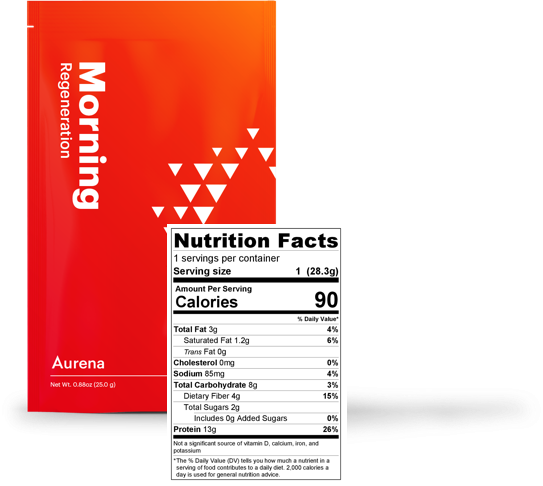 Morning
Regeneration
Aurena
Net Wt. 0.88oz (25.0 g)
Nutrition Facts
1 servings per container
Serving size 1 (28.3g)
Amount Per Serving
Calories 90
% Daily Value*
Total Fat 3g 4%
Saturated Fat 1.2g 6%
Trans Fat 0g
Cholesterol 0mg 0%
Sodium 85mg 4%
Total Carbohydrate 8g 3%
Dietary Fiber 4g 15%
Total Sugars 2g
Includes 0g Added Sugars 0%
Protein 13g 26%
Not a significant source of vitamin D, calcium, iron, and
potassium
*The % Daily Value (DV) tells you how much a nutrient in a
serving of food contributes to a daily diet. 2,000 calories a
day is used for general nutrition advice.